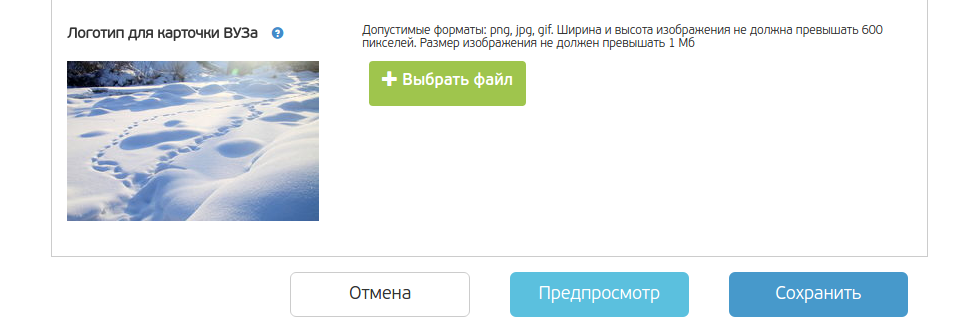 Логотип для карточки ВУЗа ?
Допустимые форматы: png, jpg, gif. Ширина и высота изображения не должна превышать 600
пикселей. Размер изображения не должен превышать 1 Мб
+ Выбрать файл
Отмена
Предпросмотр
Сохранить